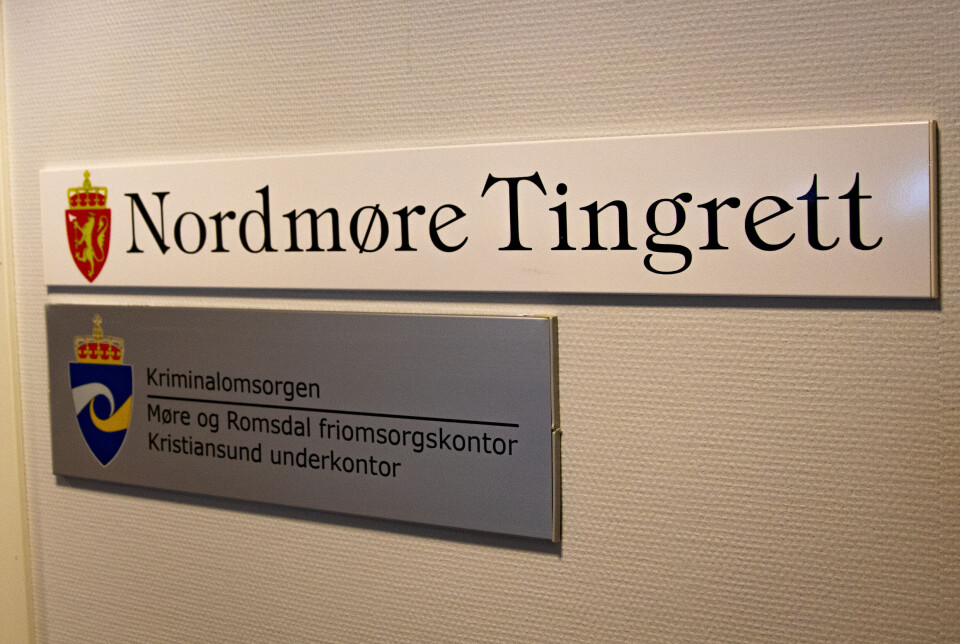 Nordmøre Tingrett
Kriminalomsorgen
Møre og Romsdal friomsorgskontor
Kristiansund underkontor